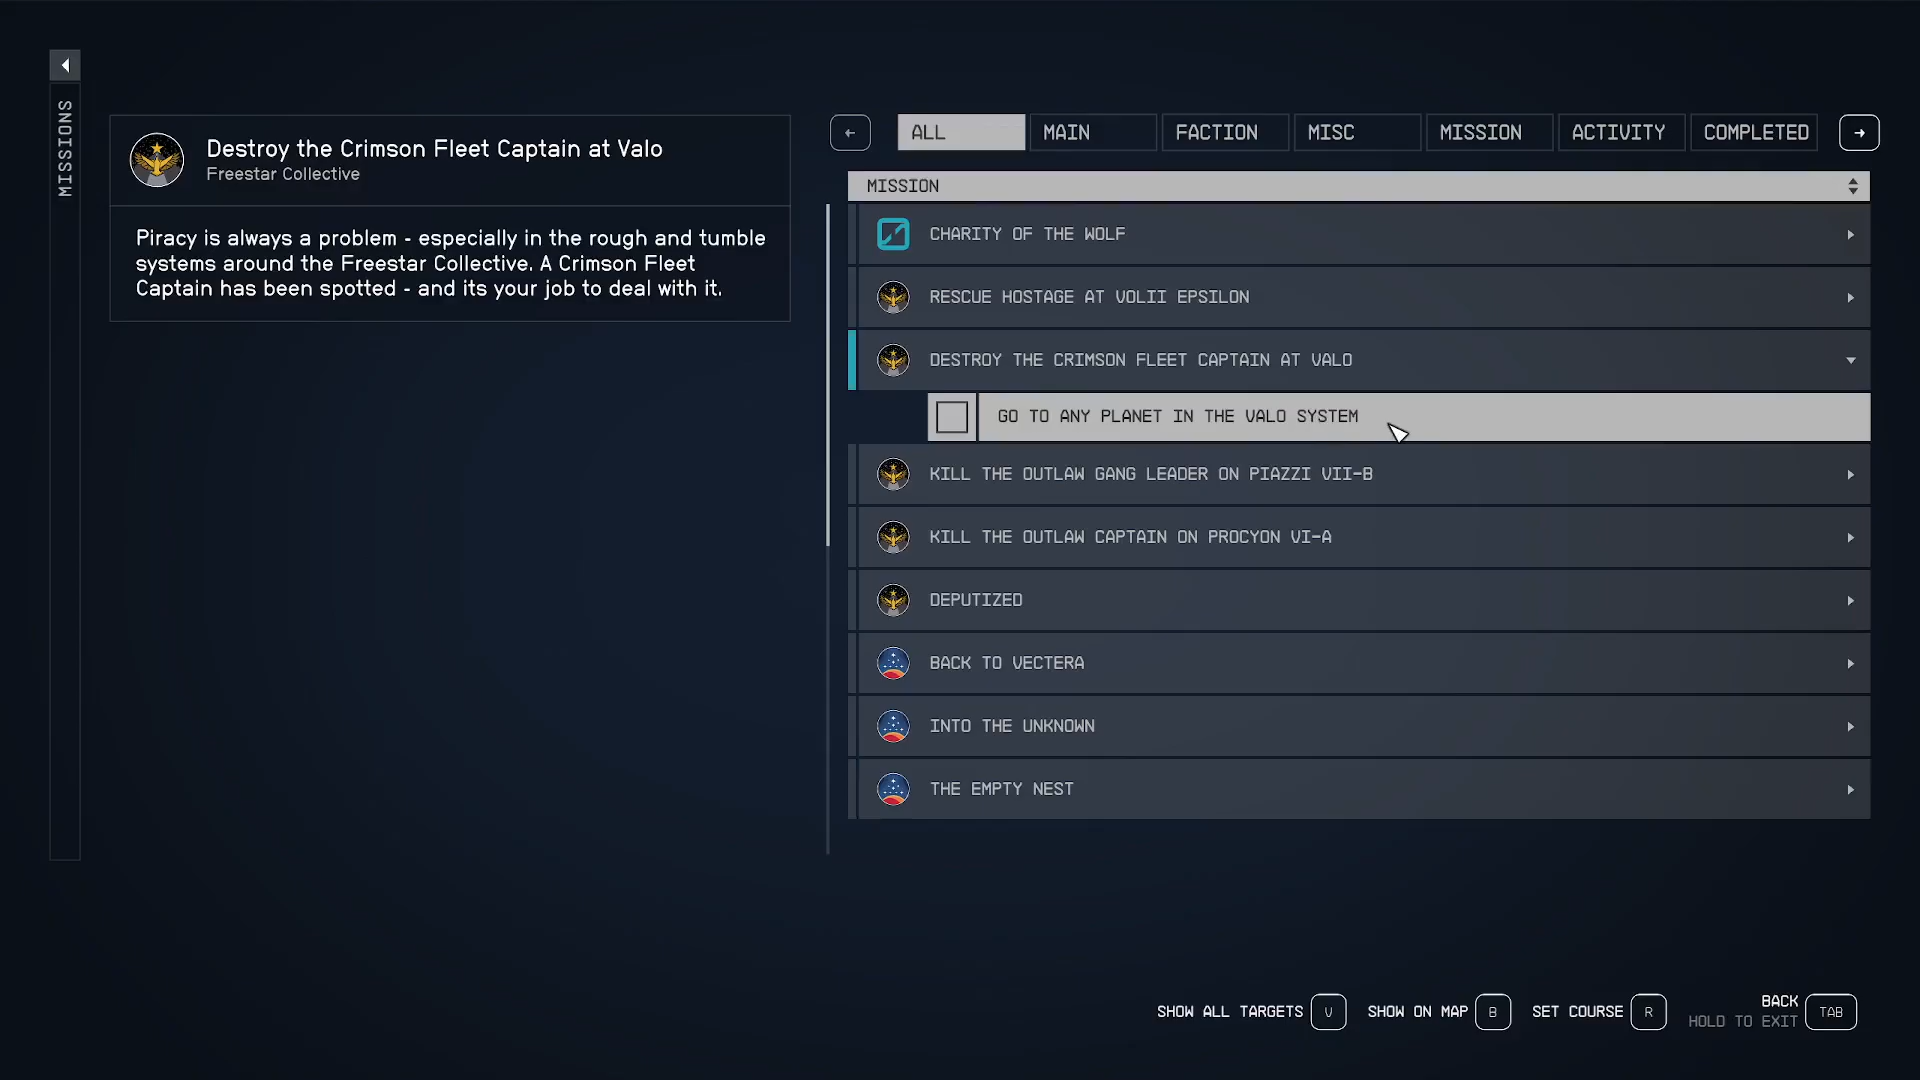 MISSIONS
Destroy the Crimson Fleet Captain at Valo
Freestar Collective
Piracy is always a problem - especially in the rough and tumble
systems around the Freestar Collective. A Crimson Fleet
Captain has been spotted - and its your job to deal with it.
ALL MAIN FACTION MISC MISSION ACTIVITY COMPLETED
MISSION
CHARITY OF THE WOLF
RESCUE HOSTAGE AT VOLII EPSILON
DESTROY THE CRIMSON FLEET CAPTAIN AT VALO
GO TO ANY PLANET IN THE VALO SYSTEM
KILL THE OUTLAW GANG LEADER ON PIAZZI VII-B
KILL THE OUTLAW CAPTAIN ON PROCYON VI-A
DEPUTIZED
BACK TO VECTERA
INTO THE UNKNOWN
THE EMPTY NEST
SHOW ALL TARGETS V SHOW ON MAP B SET COURSE R BACK TAB
HOLD TO EXIT